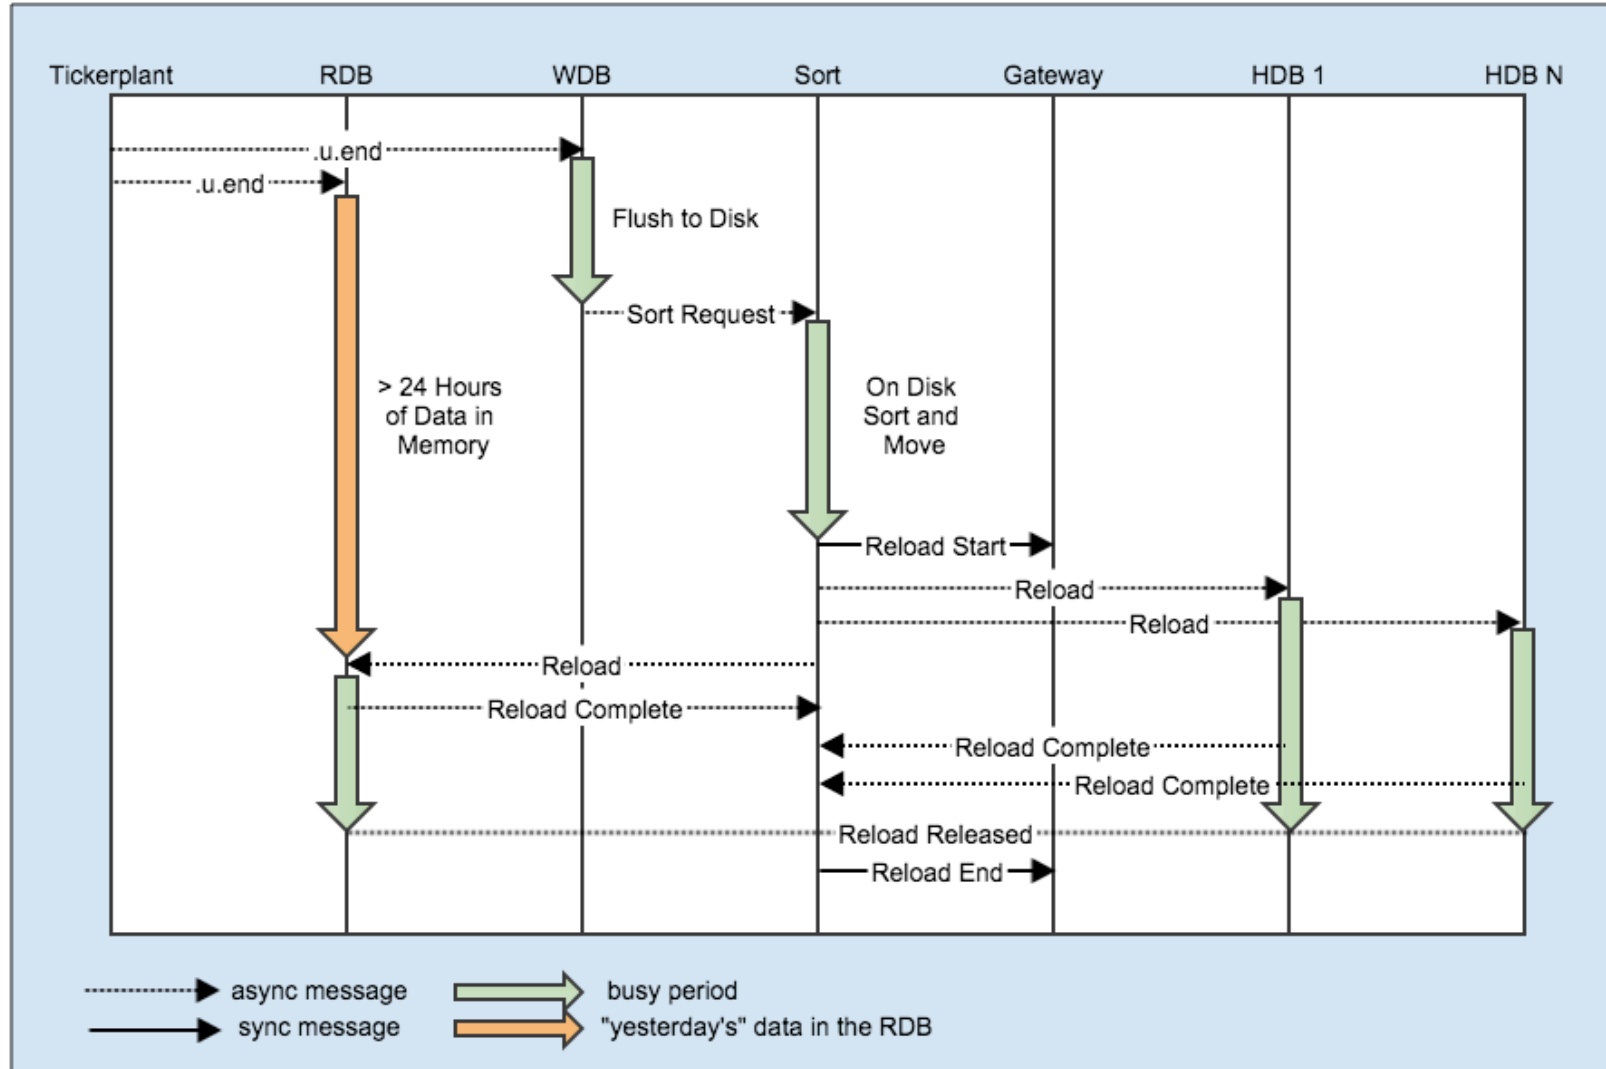 Tickerplant RDB WDB Sort Gateway HDB 1 HDB N
.u.end
.u.end
Flush to Disk
Sort Request
> 24 Hours
of Data in
Memory
On Disk
Sort and
Move
Reload Start
Reload
Reload
Reload
Reload Complete
Reload Complete
Reload Complete
Reload Released
Reload End
async message
busy period
sync message
"yesterday's" data in the RDB